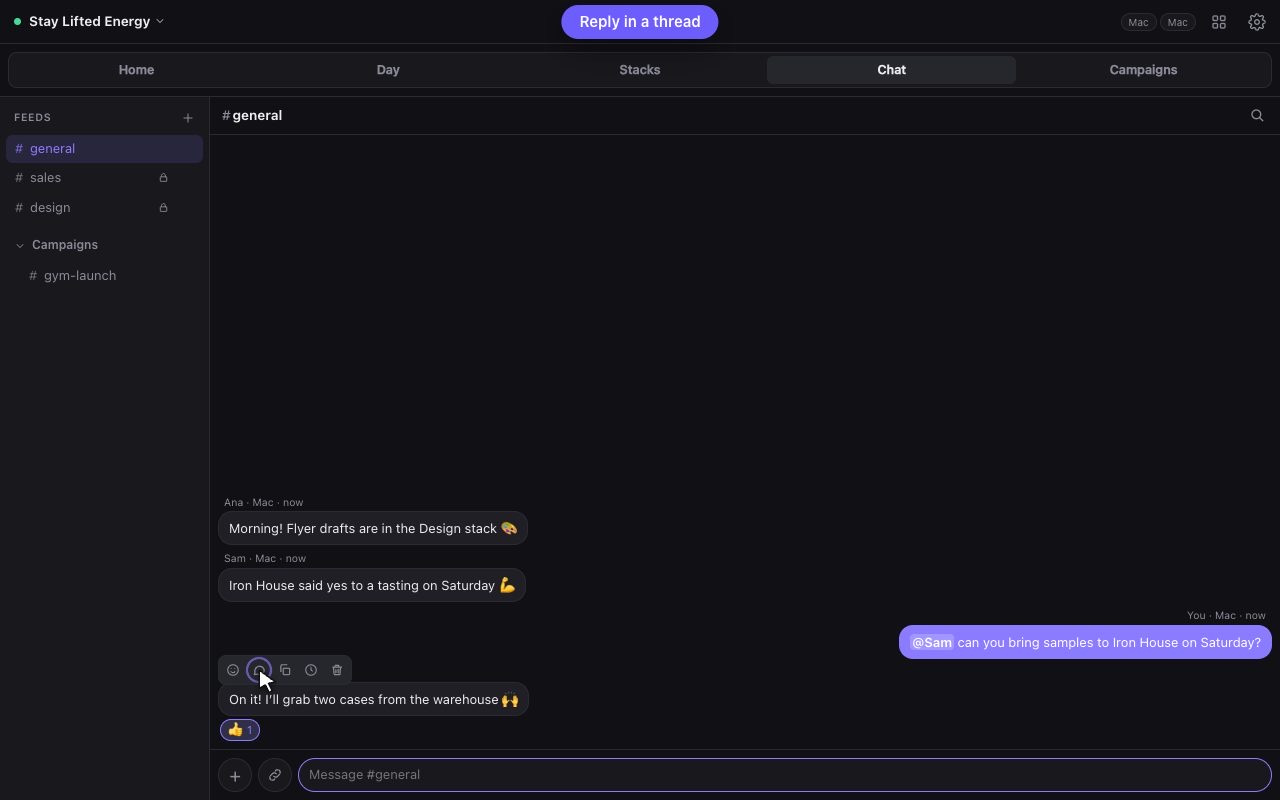 Stay Lifted Energy
Reply in a thread
Mac Mac
Home Day Stacks Chat Campaigns
FEEDS
# general
# sales
# design
Campaigns
# gym-launch
# general
Ana · Mac · now
Morning! Flyer drafts are in the Design stack 🎨
Sam · Mac · now
Iron House said yes to a tasting on Saturday 💪
You · Mac · now
@Sam can you bring samples to Iron House on Saturday?
On it! I'll grab two cases from the warehouse 🙌
👍 1
Message #general